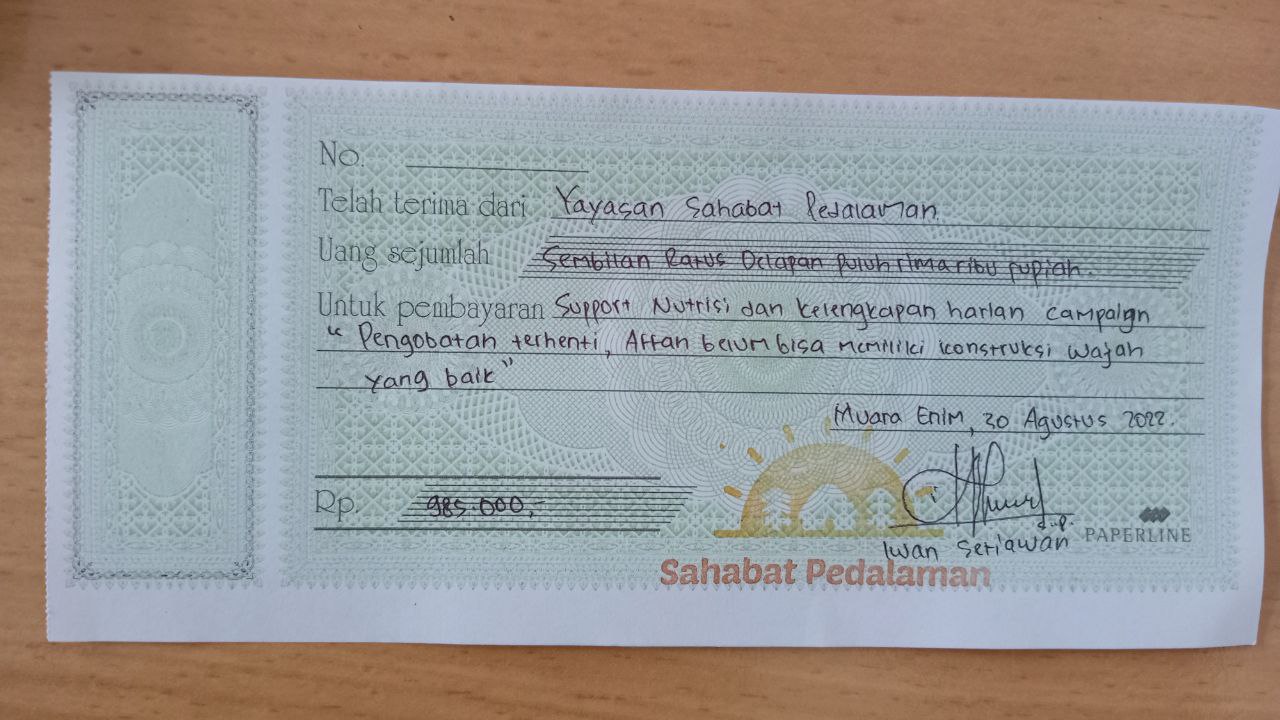 No.
Telah terima dari Yayasan Sahabat Pedalaman
Uang sejumlah Sembilan Ratus Delapan puluh lima ribu rupiah.
Untuk pembayaran Support Nutrisi dan kelengkapan harian campaign
"Pengobatan terhenti, Affan belum bisa memiliki konstruksi wajah
yang baik"
Muara Enim, 30 Agustus 2022.
Rp. 985.000,-
Iwan Setiawan
PAPERLINE
Sahabat Pedalaman